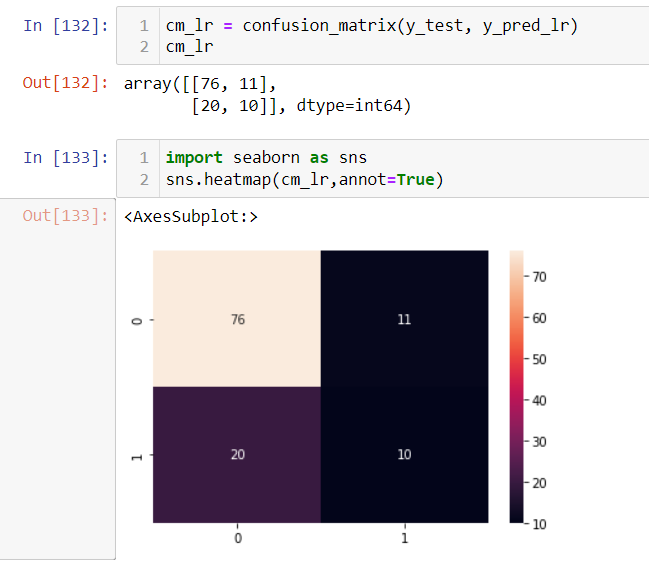 In [132]:
1 cm_lr = confusion_matrix(y_test, y_pred_lr)
2 cm_lr
Out[132]: array([[76, 11],
[20, 10]], dtype=int64)
In [133]:
1 import seaborn as sns
2 sns.heatmap(cm_lr,annot=True)
Out[133]: <AxesSubplot:>
0
76
11
1
20
10
0
1
70
60
50
40
30
20
10